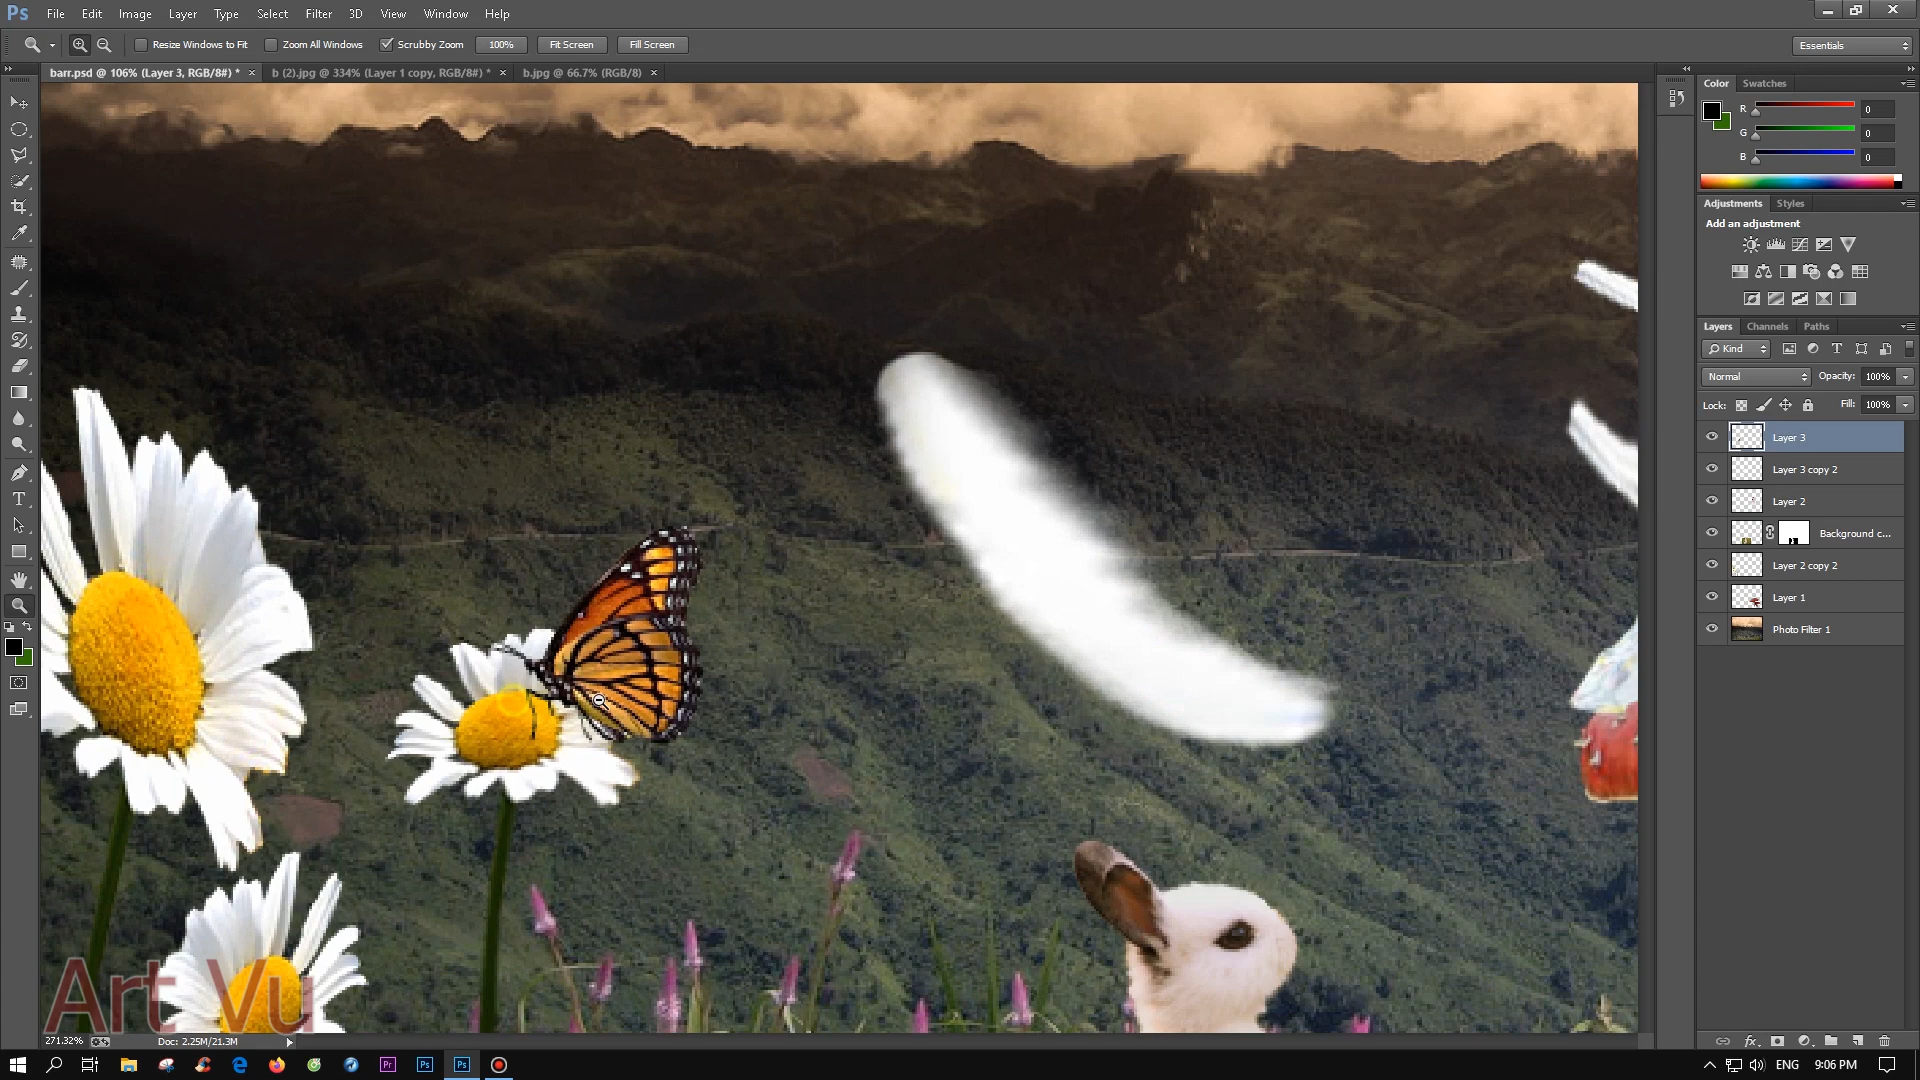 Ps File Edit Image Layer Type Select Filter 3D View Window Help
Resize Windows to Fit Zoom All Windows Scrubby Zoom 100% Fit Screen Fill Screen Essentials
barr.psd @ 106% (Layer 3, RGB/8#) * × b (2).jpg @ 334% (Layer 1 copy, RGB/8#) * × b.jpg @ 66.7% (RGB/8) ×
Color Swatches
R 0
G 0
B 0
Adjustments Styles
Add an adjustment
Layers Channels Paths
Kind T
Normal Opacity: 100%
Lock: Fill: 100%
Layer 3
Layer 3 copy 2
Layer 2
Background c...
Layer 2 copy 2
Layer 1
Photo Filter 1
T
Art Vu
271.32% Doc: 2.25M/21.3M
fx
Pr Ps Ps ENG 9:06 PM